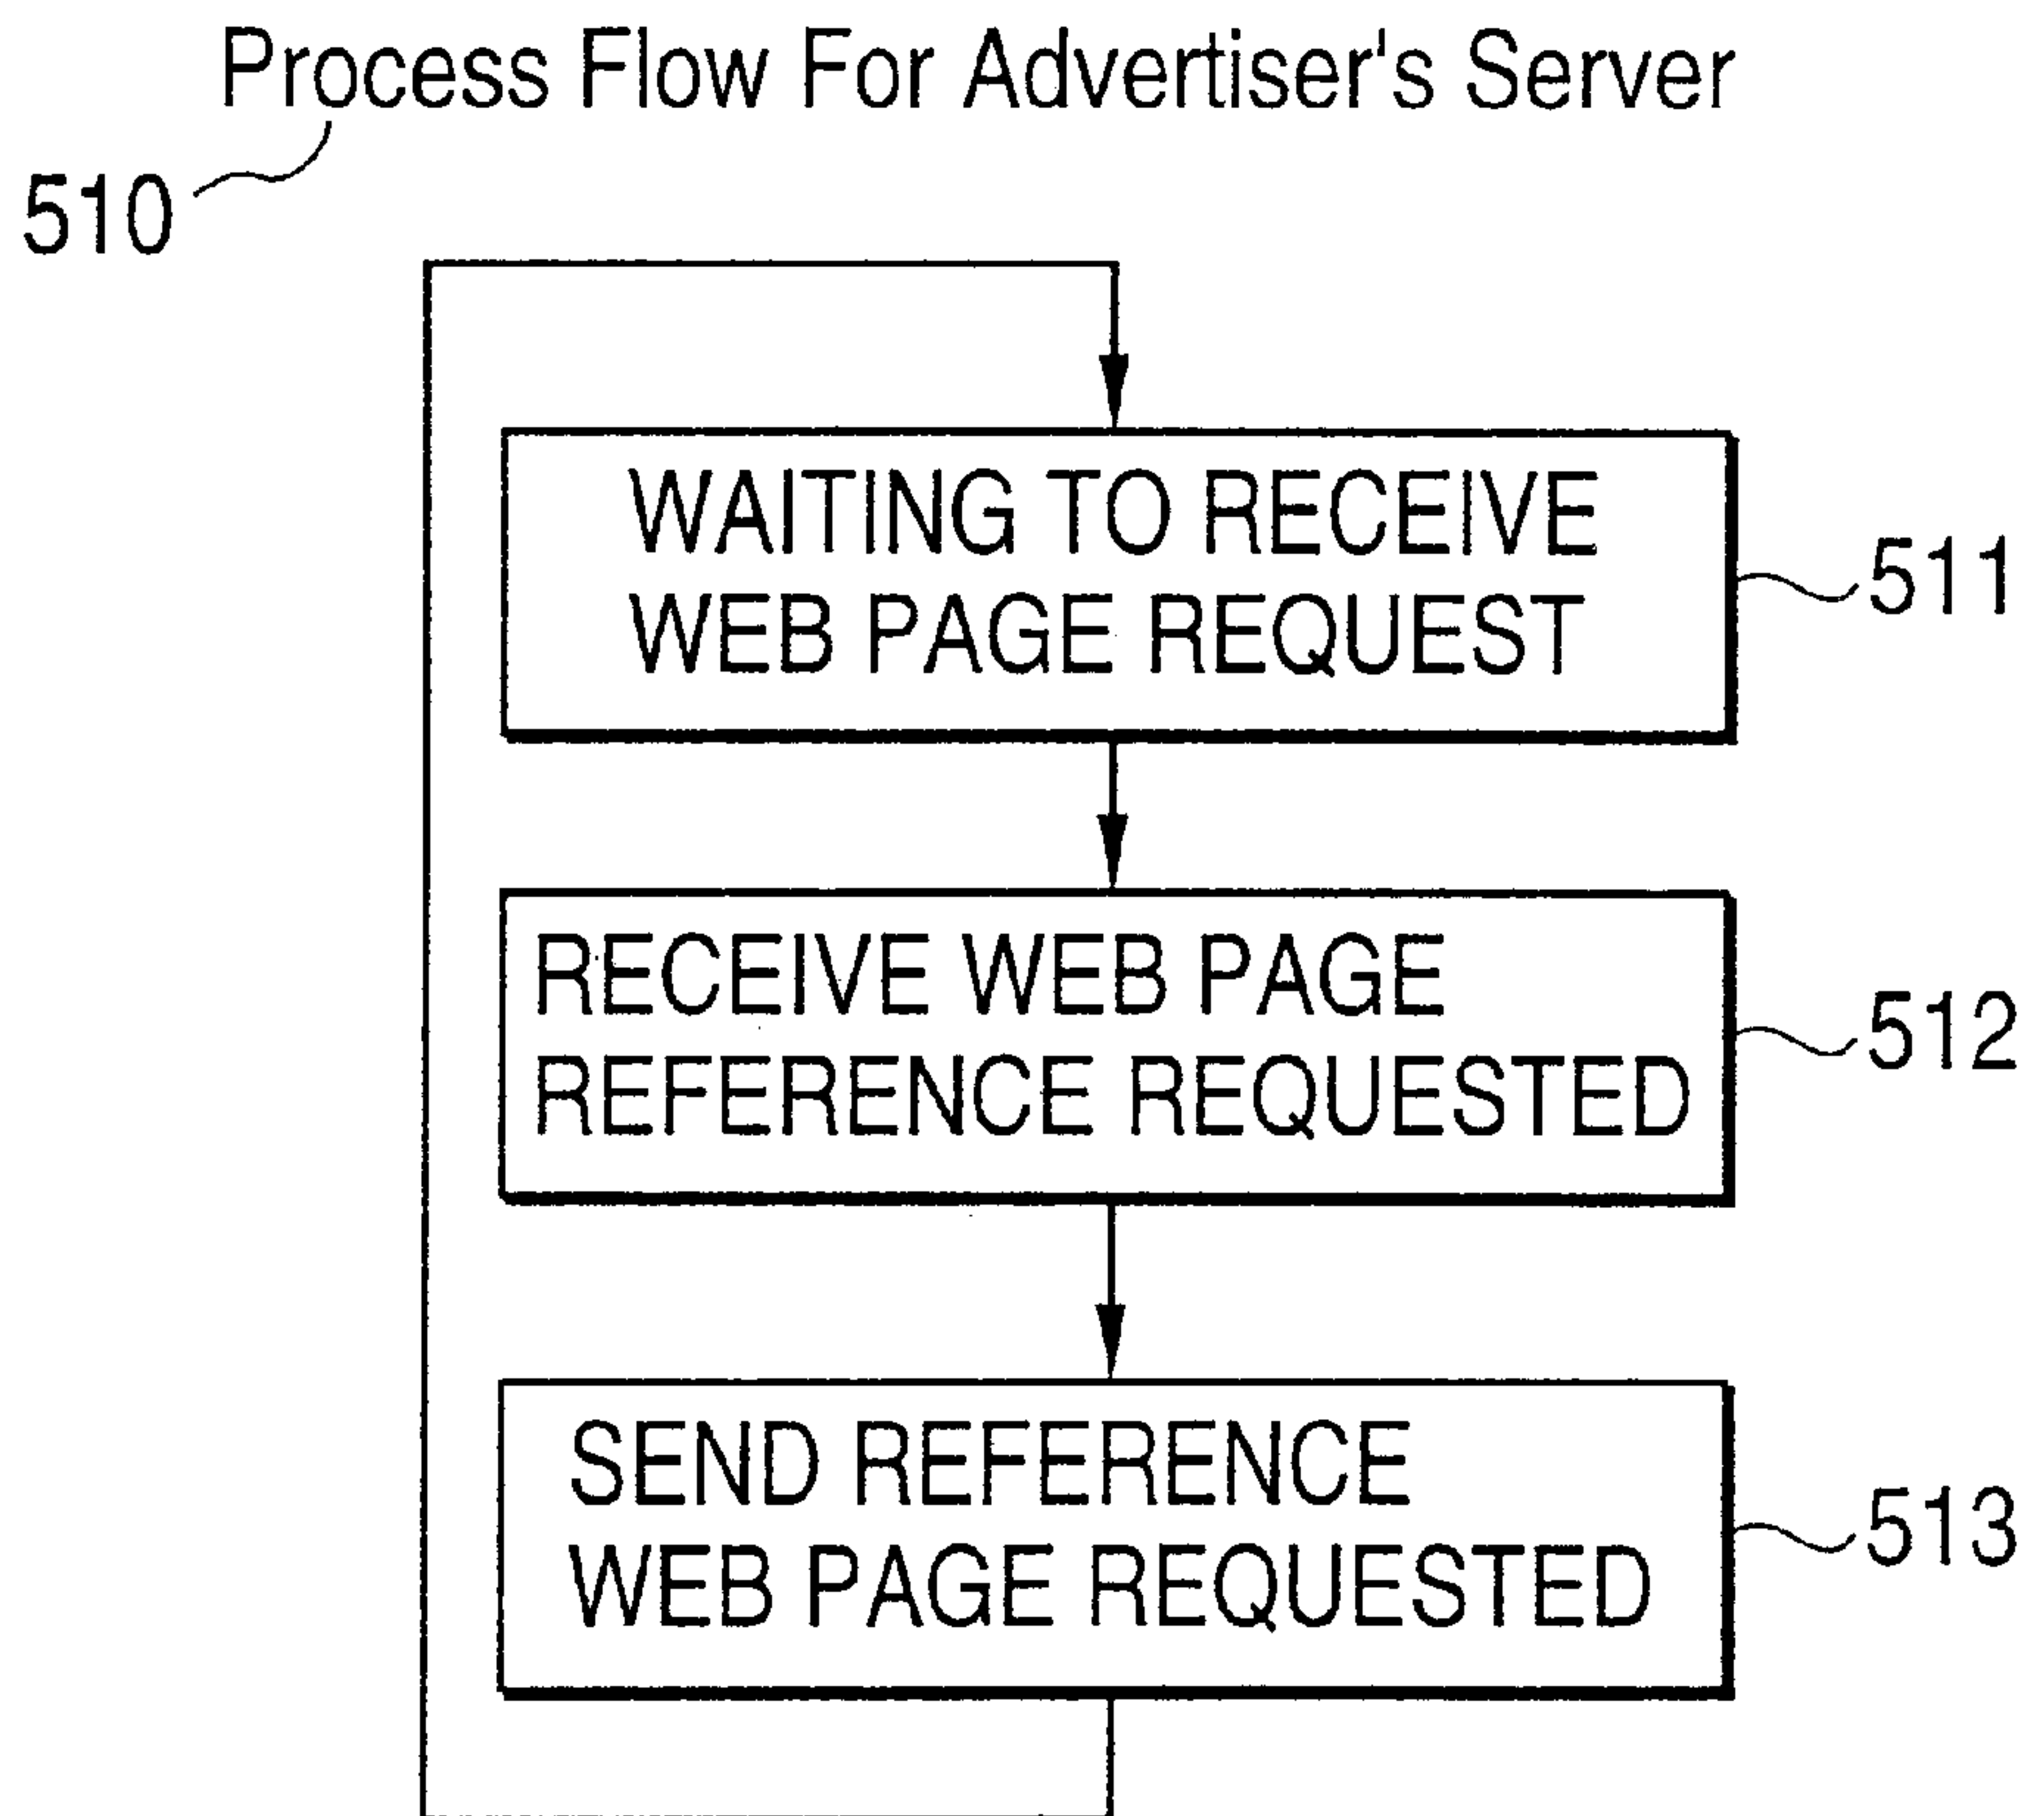 Process Flow For Advertiser's Server
510
WAITING TO RECEIVE
WEB PAGE REQUEST
511
RECEIVE WEB PAGE
REFERENCE REQUESTED
512
SEND REFERENCE
WEB PAGE REQUESTED
513